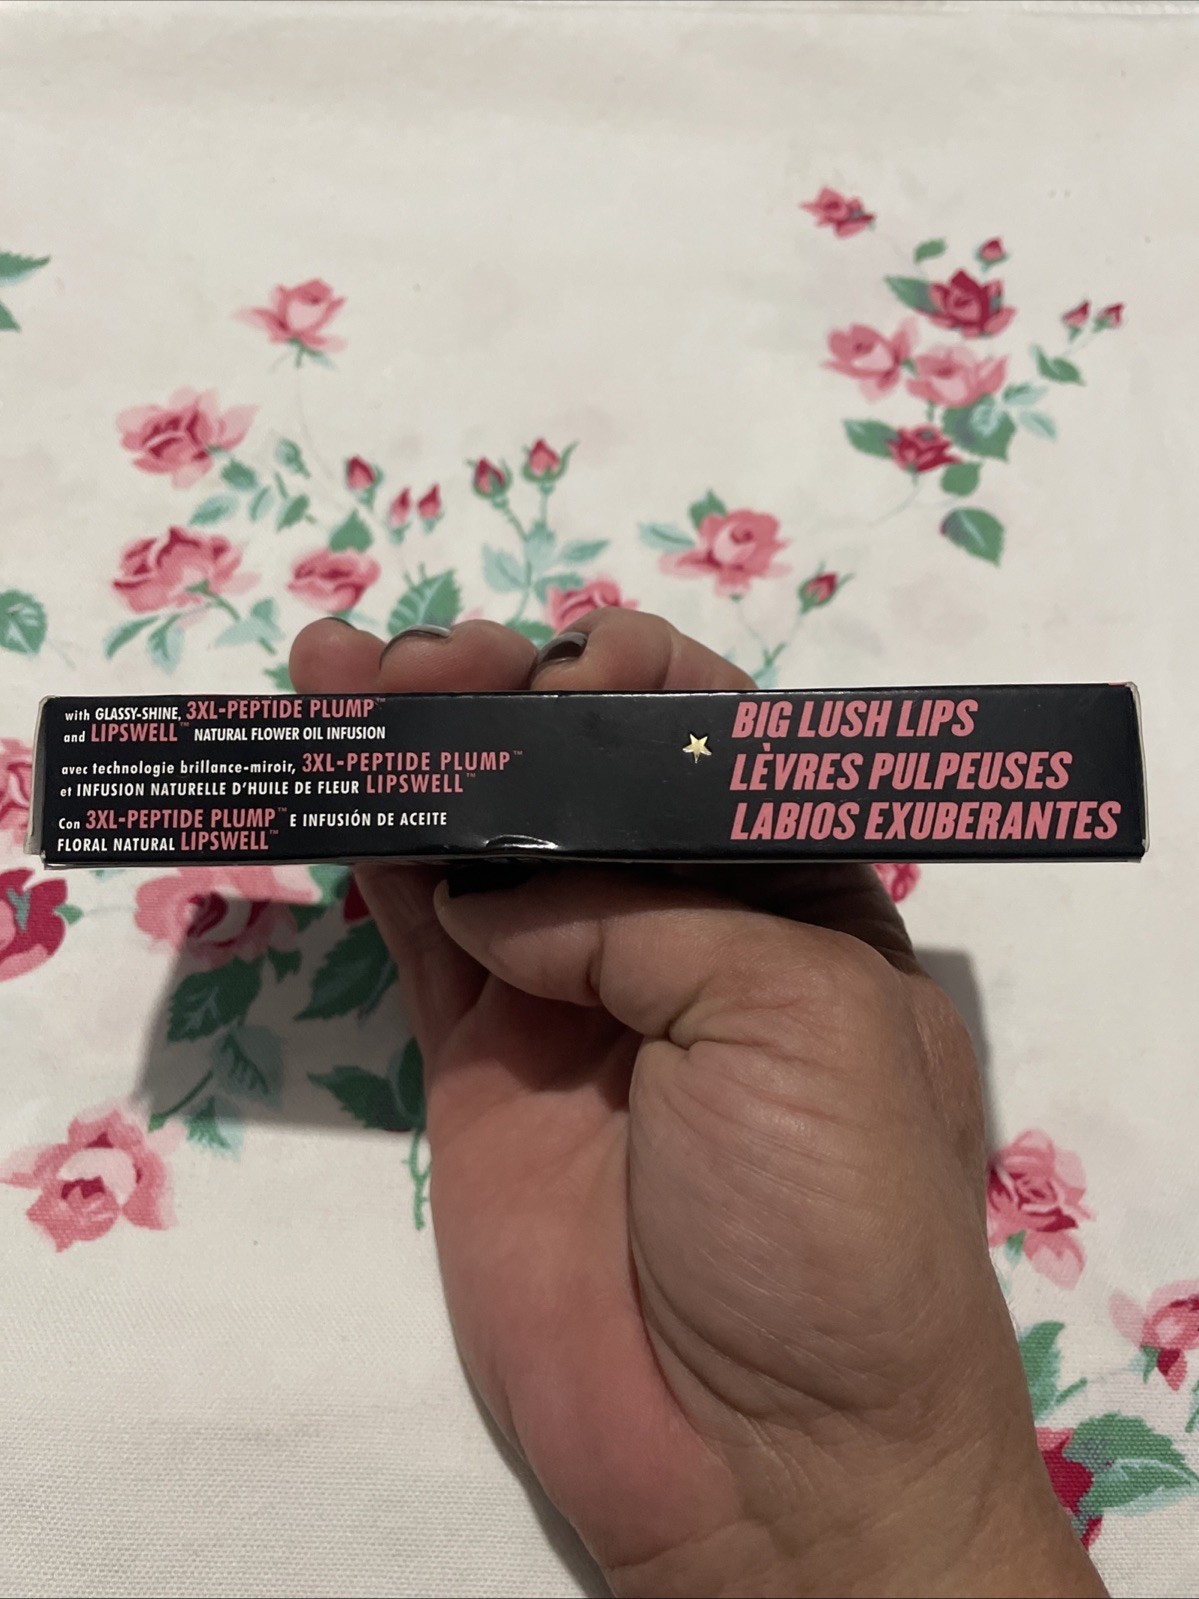 with GLASSY-SHINE, 3XL-PEPTIDE PLUMP™
and LIPSWELL™ NATURAL FLOWER OIL INFUSION
avec technologie brillance-miroir, 3XL-PEPTIDE PLUMP™
et INFUSION NATURELLE D'HUILE DE FLEUR LIPSWELL™
Con 3XL-PEPTIDE PLUMP™ E INFUSIÓN DE ACEITE
FLORAL NATURAL LIPSWELL™
BIG LUSH LIPS
LÈVRES PULPEUSES
LABIOS EXUBERANTES